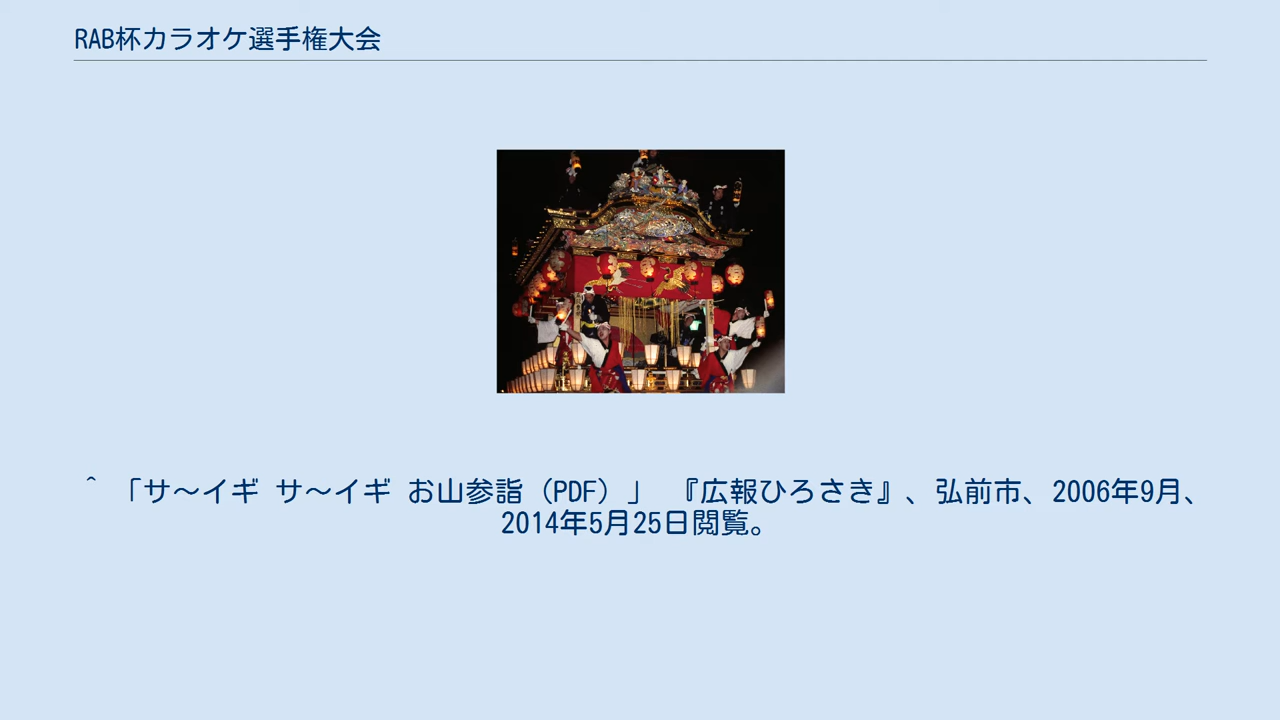 RAB杯カラオケ選手権大会
^ 「サ〜イギ サ〜イギ お山参詣（PDF）」 『広報ひろさき』、弘前市、2006年9月、
2014年5月25日閲覧。